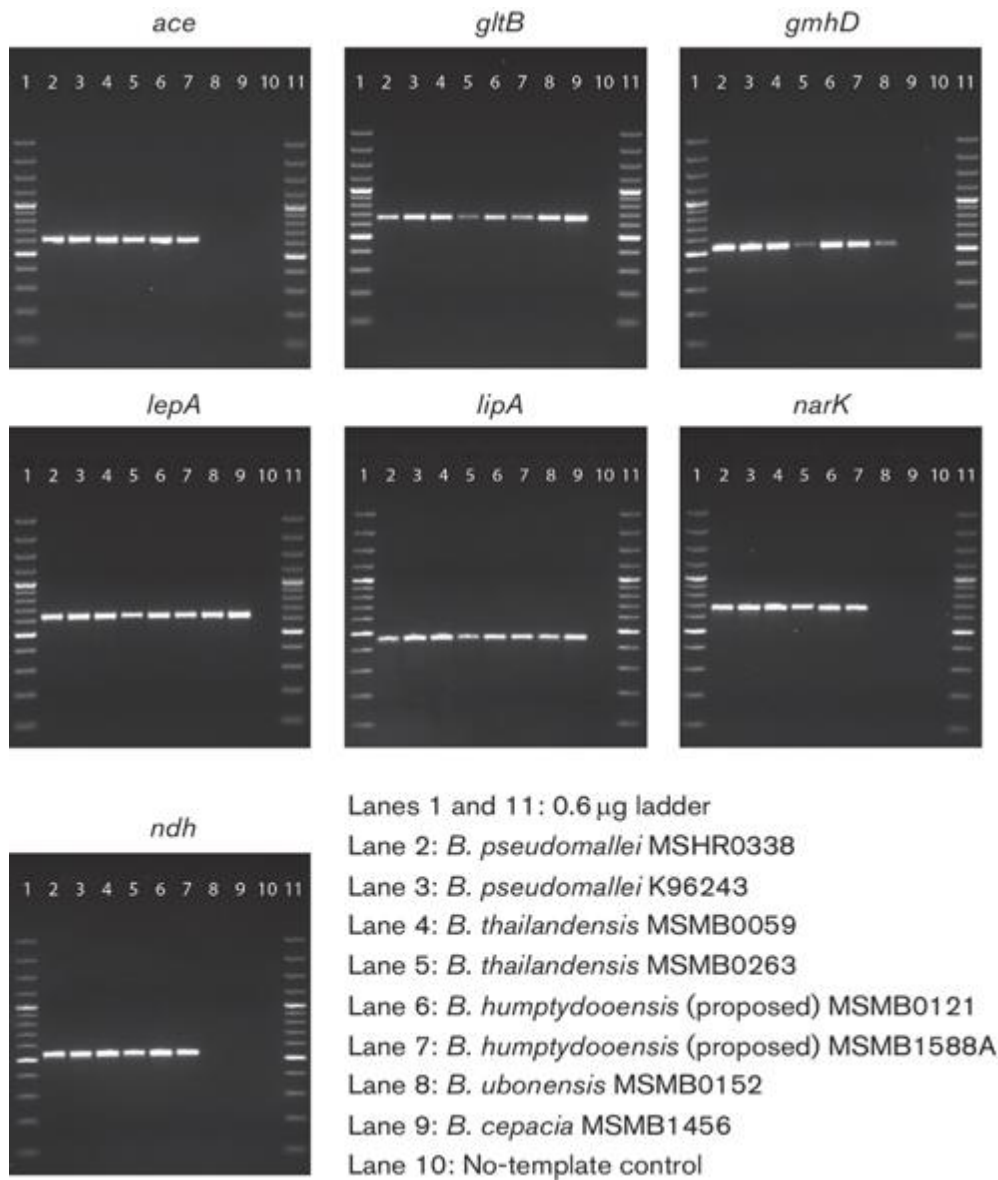 ace
1 2 3 4 5 6 7 8 9 10 11
gltB
1 2 3 4 5 6 7 8 9 10 11
gmhD
1 2 3 4 5 6 7 8 9 10 11
lepA
1 2 3 4 5 6 7 8 9 10 11
lipA
1 2 3 4 5 6 7 8 9 10 11
narK
1 2 3 4 5 6 7 8 9 10 11
ndh
1 2 3 4 5 6 7 8 9 10 11
Lanes 1 and 11: 0.6 µg ladder
Lane 2: B. pseudomallei MSHR0338
Lane 3: B. pseudomallei K96243
Lane 4: B. thailandensis MSMB0059
Lane 5: B. thailandensis MSMB0263
Lane 6: B. humptydooensis (proposed) MSMB0121
Lane 7: B. humptydooensis (proposed) MSMB1588A
Lane 8: B. ubonensis MSMB0152
Lane 9: B. cepacia MSMB1456
Lane 10: No-template control